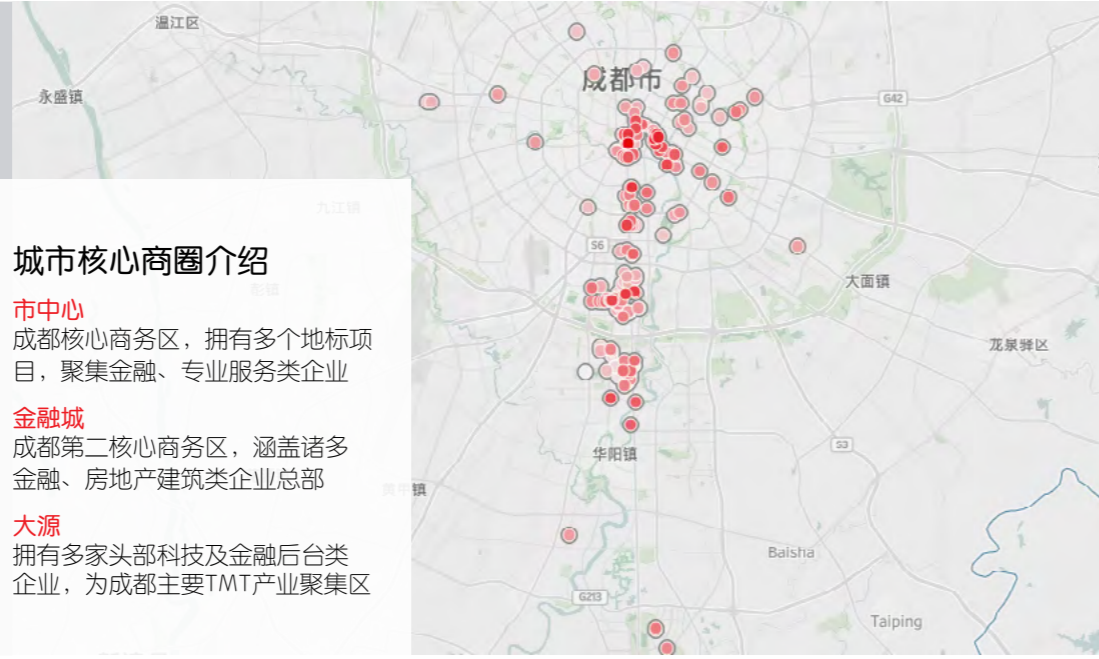 温江区
永盛镇
成都市
G42
九江镇
城市核心商圈介绍
市中心
成都核心商务区，拥有多个地标项
目，聚集金融、专业服务类企业
金融城
成都第二核心商务区，涵盖诸多
金融、房地产建筑类企业总部
大源
拥有多家头部科技及金融后台类
企业，为成都主要TMT产业聚集区
S6
大面镇
龙泉驿区
S3
华阳镇
Baisha
G213
Taiping